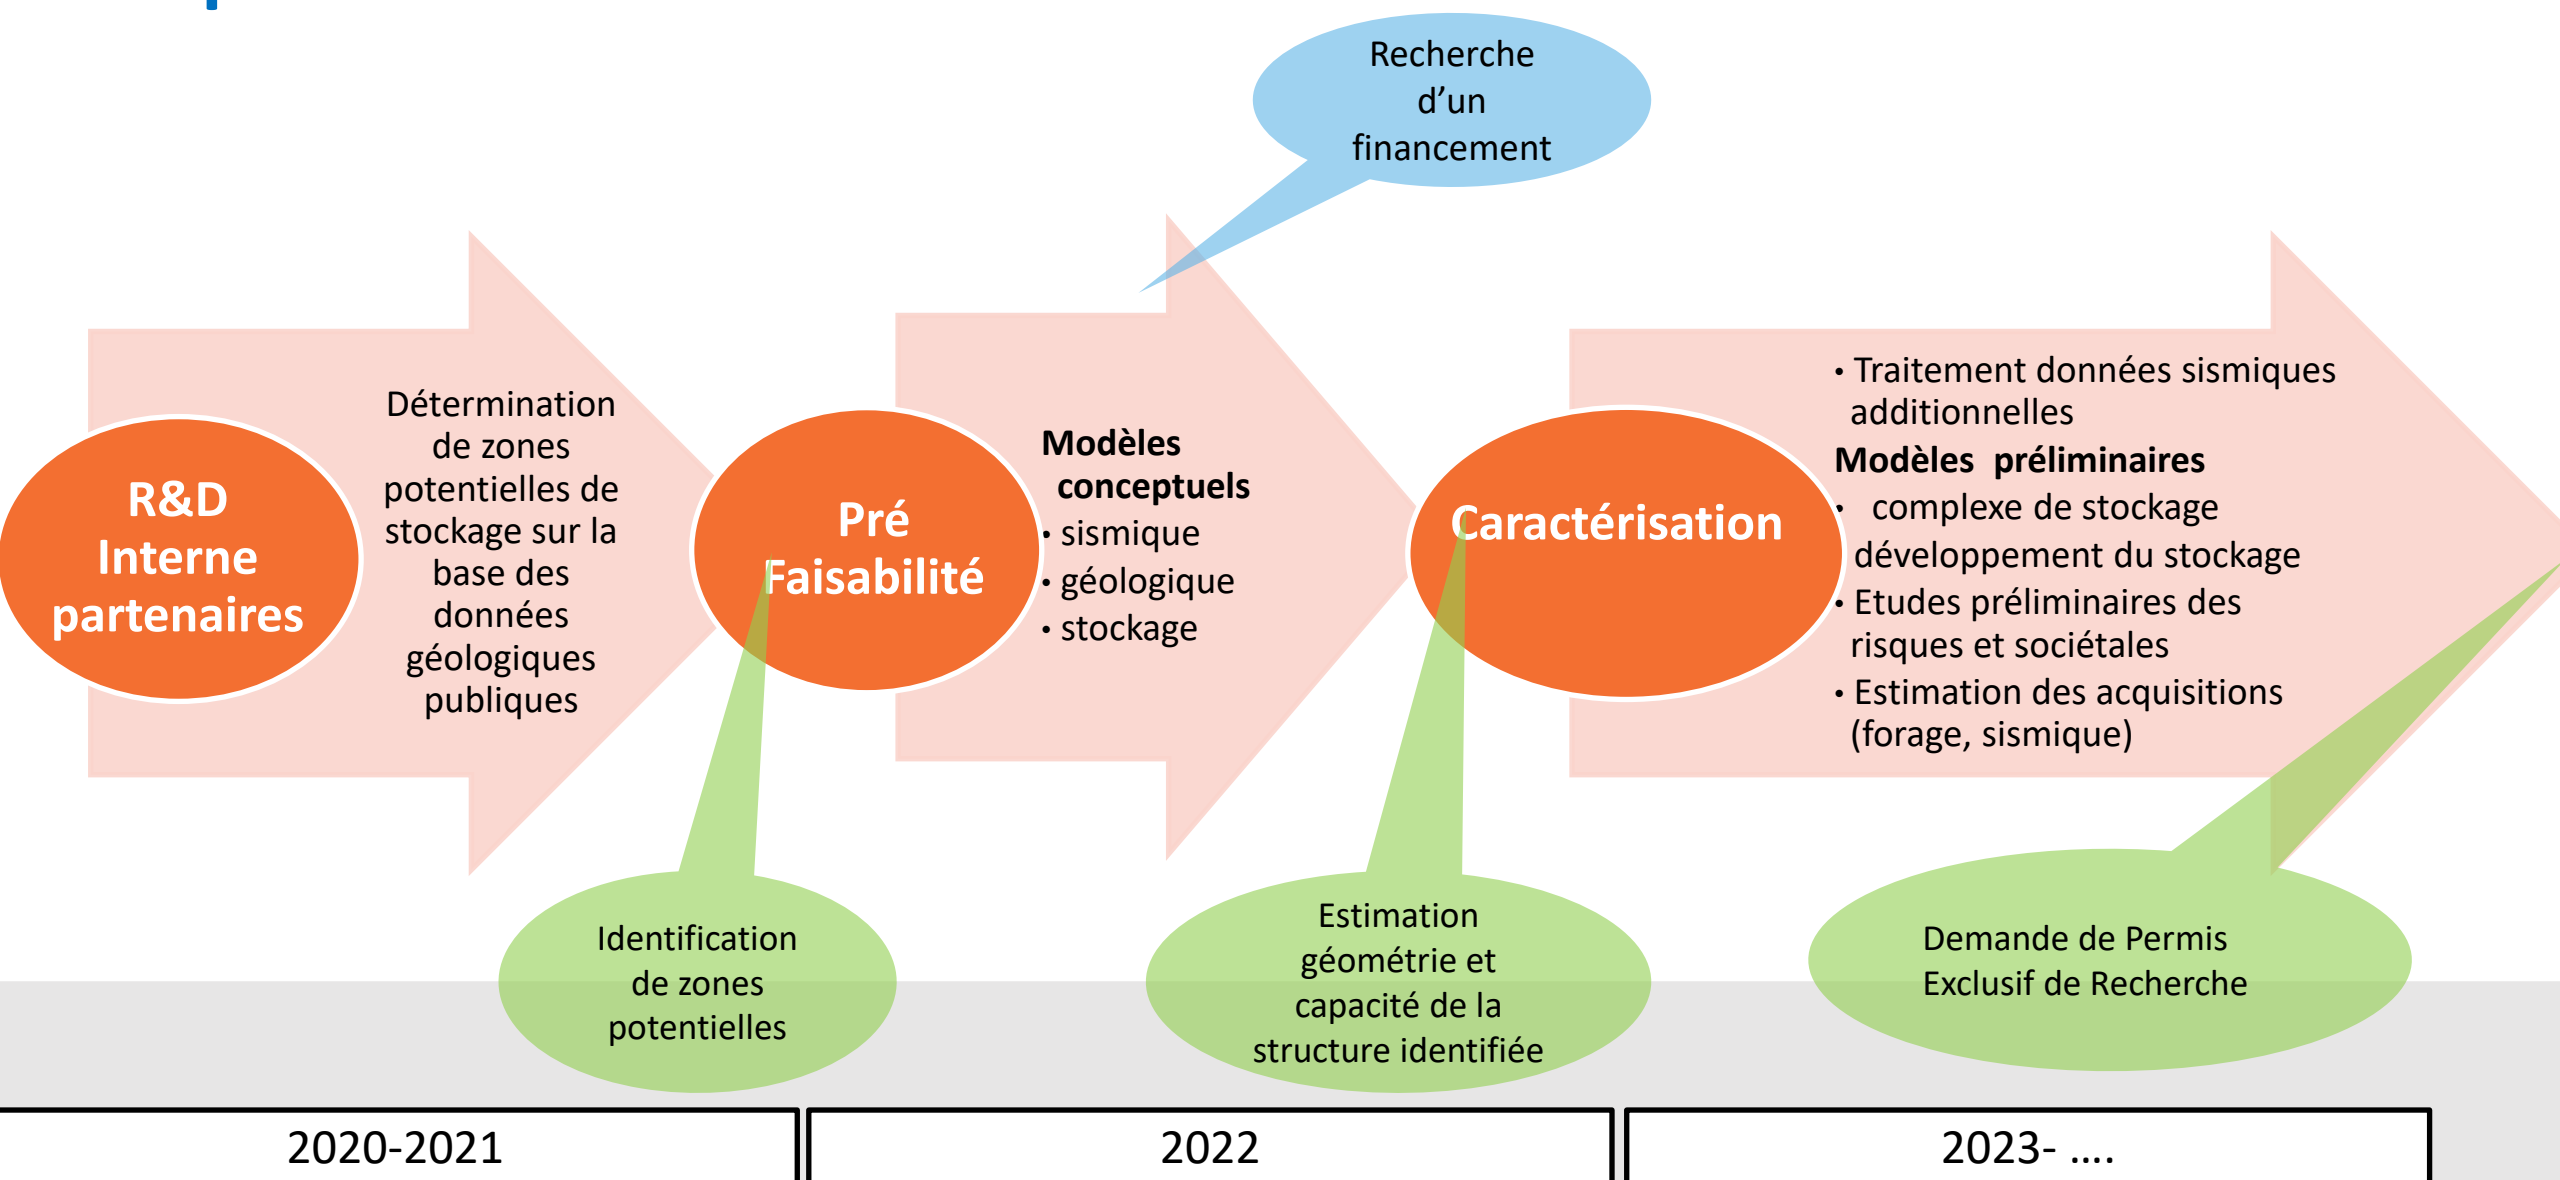 Recherche
d’un
financement
R&D
Interne
partenaires
Détermination
de zones
potentielles de
stockage sur la
base des
données
géologiques
publiques
Pré
Faisabilité
Modèles
conceptuels
• sismique
• géologique
• stockage
Caractérisation
• Traitement données sismiques
additionnelles
Modèles préliminaires
• complexe de stockage
développement du stockage
• Etudes préliminaires des
risques et sociétales
• Estimation des acquisitions
(forage, sismique)
Identification
de zones
potentielles
Estimation
géométrie et
capacité de la
structure identifiée
Demande de Permis
Exclusif de Recherche
2020-2021
2022
2023- ....